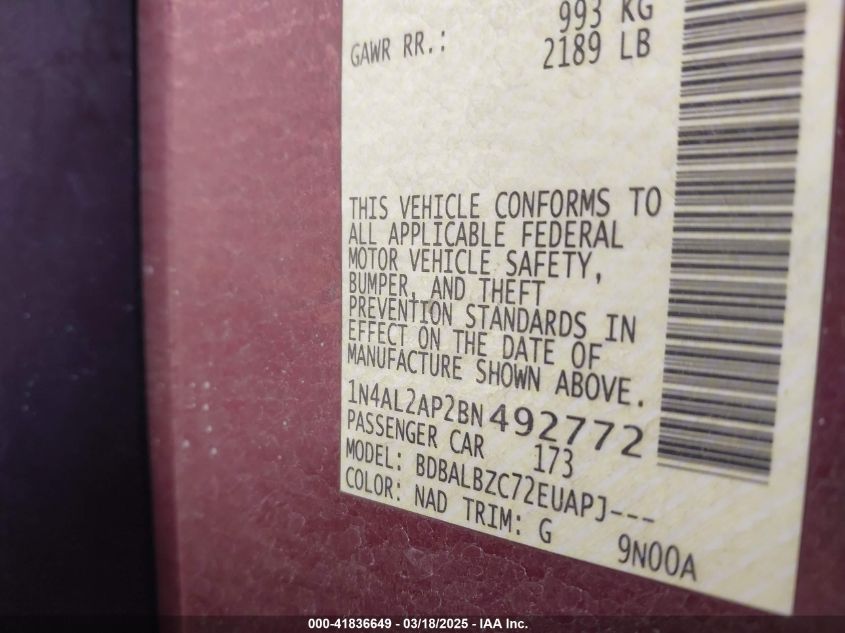 993 KG
GAWR RR.: 2189 LB
THIS VEHICLE CONFORMS TO
ALL APPLICABLE FEDERAL
MOTOR VEHICLE SAFETY,
BUMPER, AND THEFT
PREVENTION STANDARDS IN
EFFECT ON THE DATE OF
MANUFACTURE SHOWN ABOVE.
1N4AL2AP2BN492772
PASSENGER CAR 173
MODEL: BDBALBZC72EUAPJ---
COLOR: NAD TRIM: G 9N00A
000-41836649 - 03/18/2025 - IAA Inc.